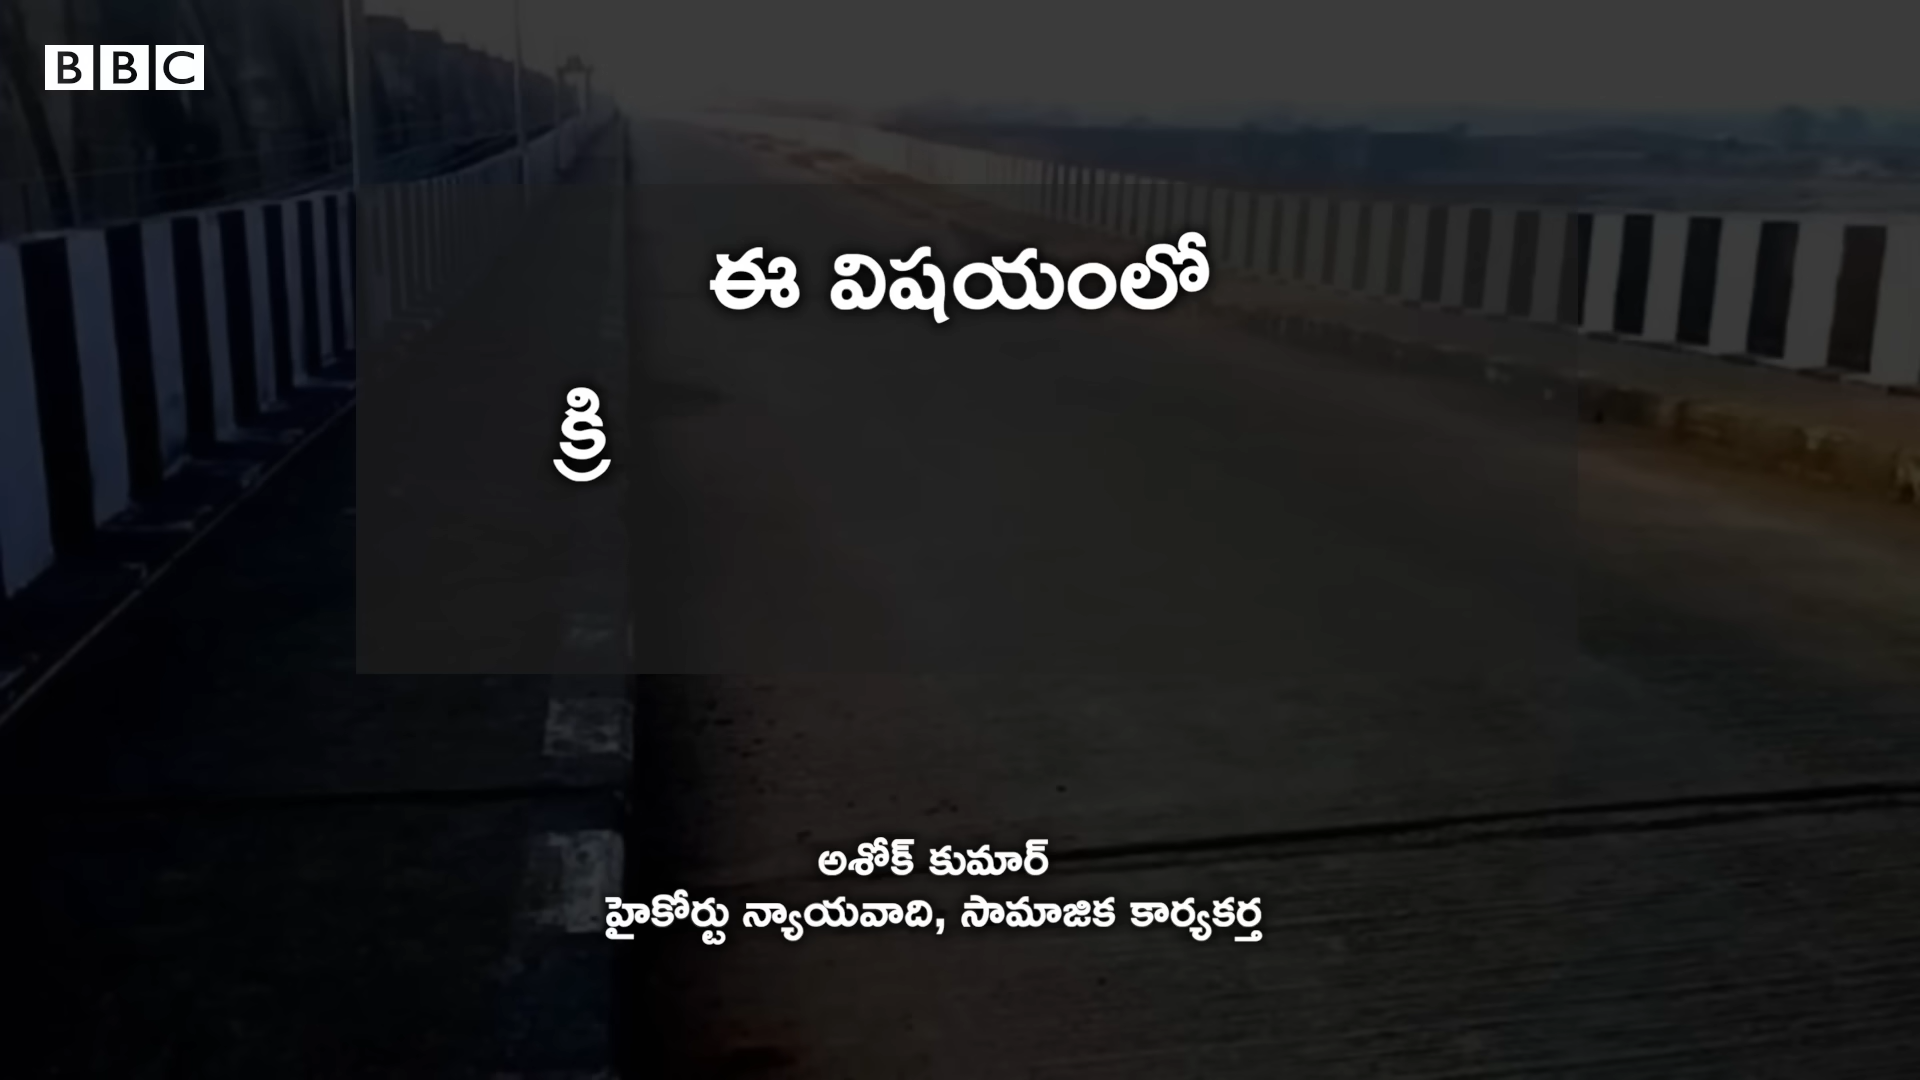 BBC
ఈ విషయంలో
క్రి
అశోక్ కుమార్
హైకోర్టు న్యాయవాది, సామాజిక కార్యకర్త